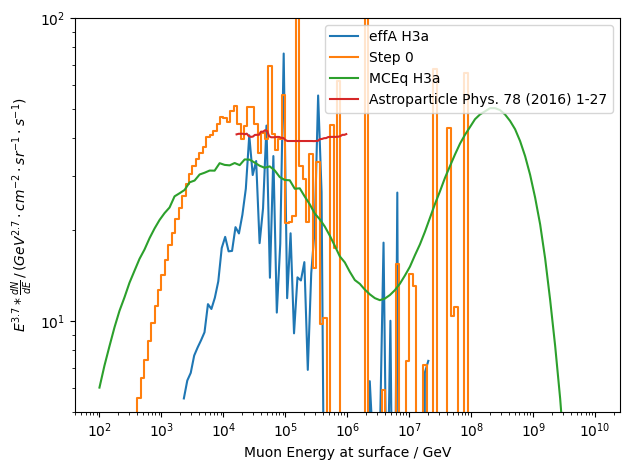 10²
10¹
E^{3.7} * dN/dE / (GeV^{2.7} · cm^{-2} · sr^{-1} · s^{-1})
effA H3a
Step 0
MCEq H3a
Astroparticle Phys. 78 (2016) 1-27
10² 10³ 10⁴ 10⁵ 10⁶ 10⁷ 10⁸ 10⁹ 10¹⁰
Muon Energy at surface / GeV